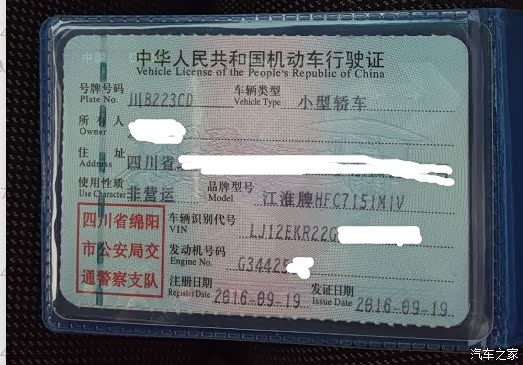 中华人民共和国机动车行驶证
Vehicle License of the People's Republic of China
号牌号码 川B223CD 车辆类型 小型轿车
Plate No. Vehicle Type
所有人
Owner
住址 四川省
Address
使用性质 非营运 品牌型号 江淮牌HFC7151M1V
Use Character Model
四川省绵阳
市公安局交
通警察支队
车辆识别代号 LJ12EKR22G
VIN
发动机号码 G34425
Engine No.
注册日期 2016-09-19 发证日期 2016-09-19
Register Date Issue Date
汽车之家